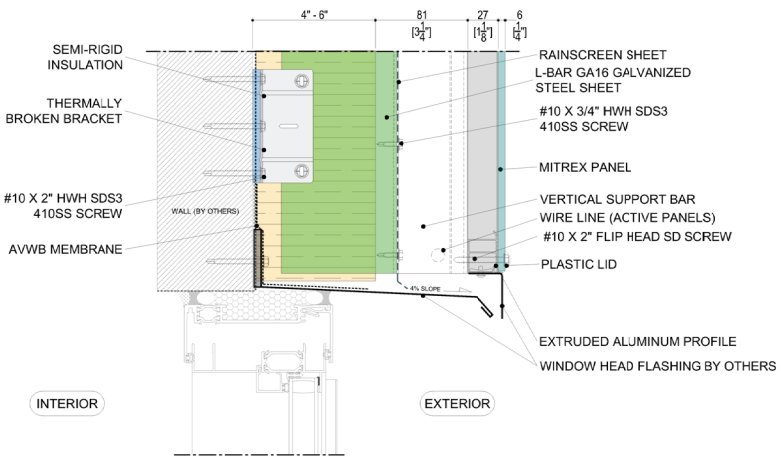 4" - 6"
81
[3 1/4"]
27
[1 1/8"]
6
[1/4"]
SEMI-RIGID
INSULATION
THERMALLY
BROKEN BRACKET
#10 X 2" HWH SDS3
410SS SCREW
AVWB MEMBRANE
WALL (BY OTHERS)
4% SLOPE
RAINSCREEN SHEET
L-BAR GA16 GALVANIZED
STEEL SHEET
#10 X 3/4" HWH SDS3
410SS SCREW
MITREX PANEL
VERTICAL SUPPORT BAR
WIRE LINE (ACTIVE PANELS)
#10 X 2" FLIP HEAD SD SCREW
PLASTIC LID
EXTRUDED ALUMINUM PROFILE
WINDOW HEAD FLASHING BY OTHERS
INTERIOR
EXTERIOR